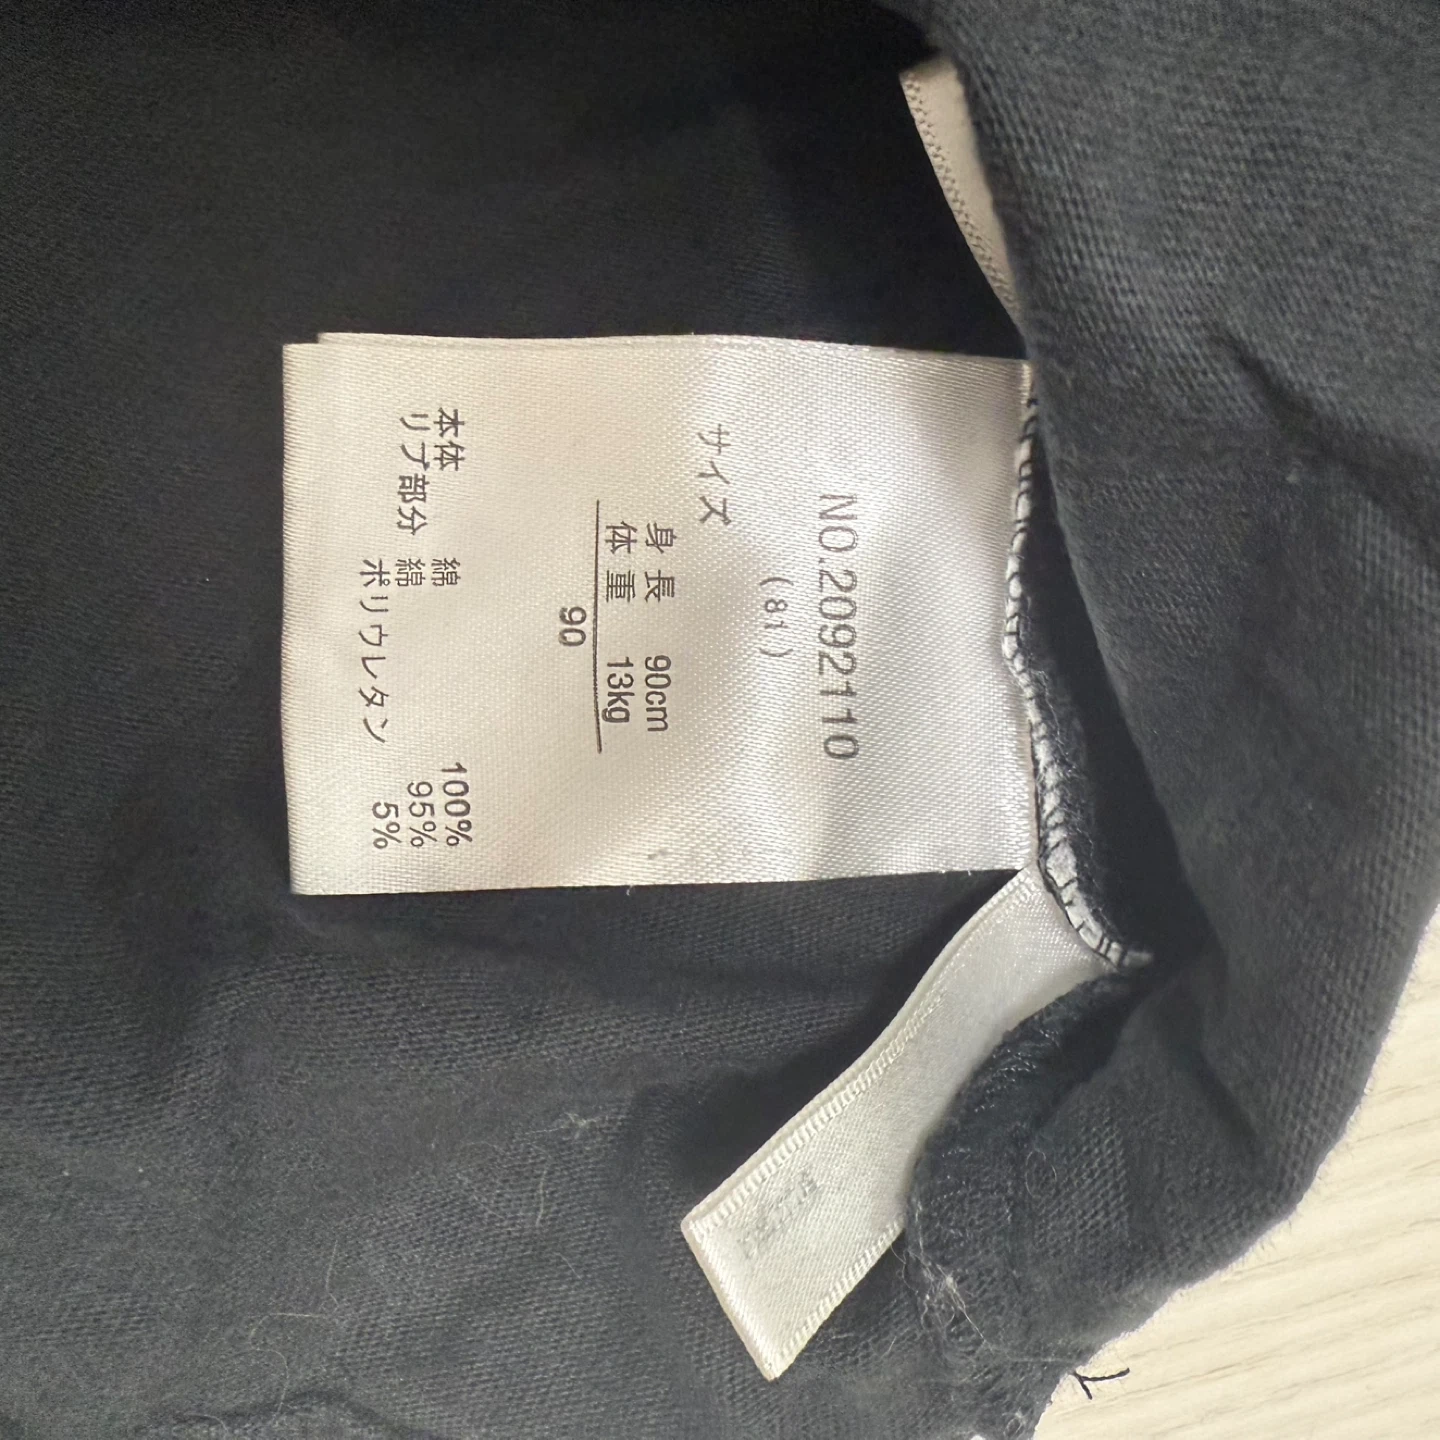 NO.2092110
(81)
サイズ
身長 90cm
体重 13kg
90
本体 綿 100%
リブ部分 綿 95%
ポリウレタン 5%